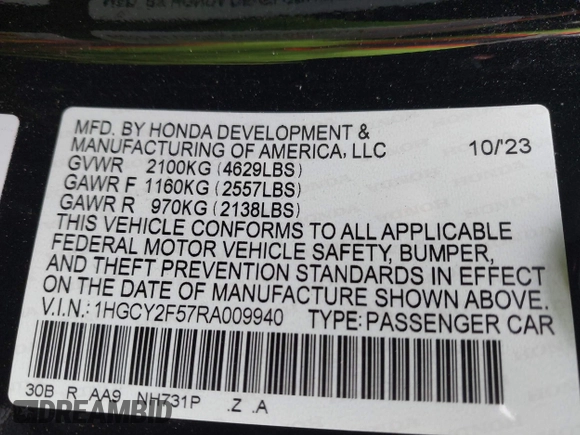 MFD. BY HONDA DEVELOPMENT &
MANUFACTURING OF AMERICA, LLC 10/'23
GVWR 2100KG (4629LBS)
GAWR F 1160KG (2557LBS)
GAWR R 970KG (2138LBS)
THIS VEHICLE CONFORMS TO ALL APPLICABLE
FEDERAL MOTOR VEHICLE SAFETY, BUMPER,
AND THEFT PREVENTION STANDARDS IN EFFECT
ON THE DATE OF MANUFACTURE SHOWN ABOVE.
V.I.N.: 1HGCY2F57RA009940 TYPE: PASSENGER CAR
30B R AA9 NH731P .Z .A
DREAMBID